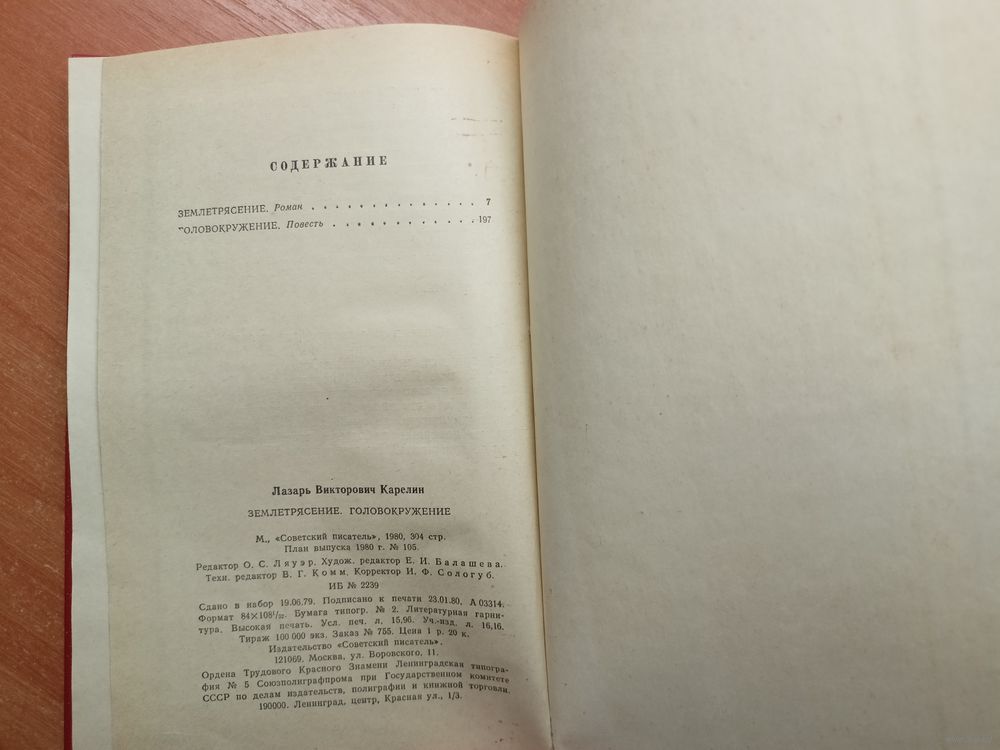 СОДЕРЖАНИЕ
ЗЕМЛЕТРЯСЕНИЕ. Роман . . . . . . . . . . . . . . 7
ГОЛОВОКРУЖЕНИЕ. Повесть . . . . . . . . . . . . 197
Лазарь Викторович Карелин
ЗЕМЛЕТРЯСЕНИЕ. ГОЛОВОКРУЖЕНИЕ
М., «Советский писатель», 1980, 304 стр.
План выпуска 1980 г. № 105.
Редактор О. С. Ляуэр. Худож. редактор Е. И. Балашева.
Техн. редактор В. Г. Комм. Корректор И. Ф. Сологуб.
ИБ № 2239
Сдано в набор 19.06.79. Подписано к печати 23.01.80. А 03314.
Формат 84×108¹/₃₂. Бумага типогр. № 2. Литературная гарни-
тура. Высокая печать. Усл. печ. л. 15,96. Уч.-изд. л. 16,16.
Тираж 100 000 экз. Заказ № 755. Цена 1 р. 20 к.
Издательство «Советский писатель»,
121069. Москва, ул. Воровского, 11.
Ордена Трудового Красного Знамени Ленинградская типогра-
фия № 5 Союзполиграфпрома при Государственном комитете
СССР по делам издательств, полиграфии и книжной торговли.
190000. Ленинград, центр, Красная ул., 1/3.